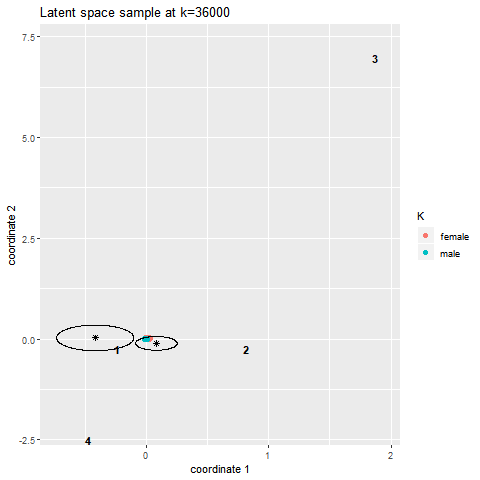 Latent space sample at k=36000
7.5
5.0
2.5
0.0
-2.5
coordinate 2
3
1
2
4
0
1
2
coordinate 1
K
female
male